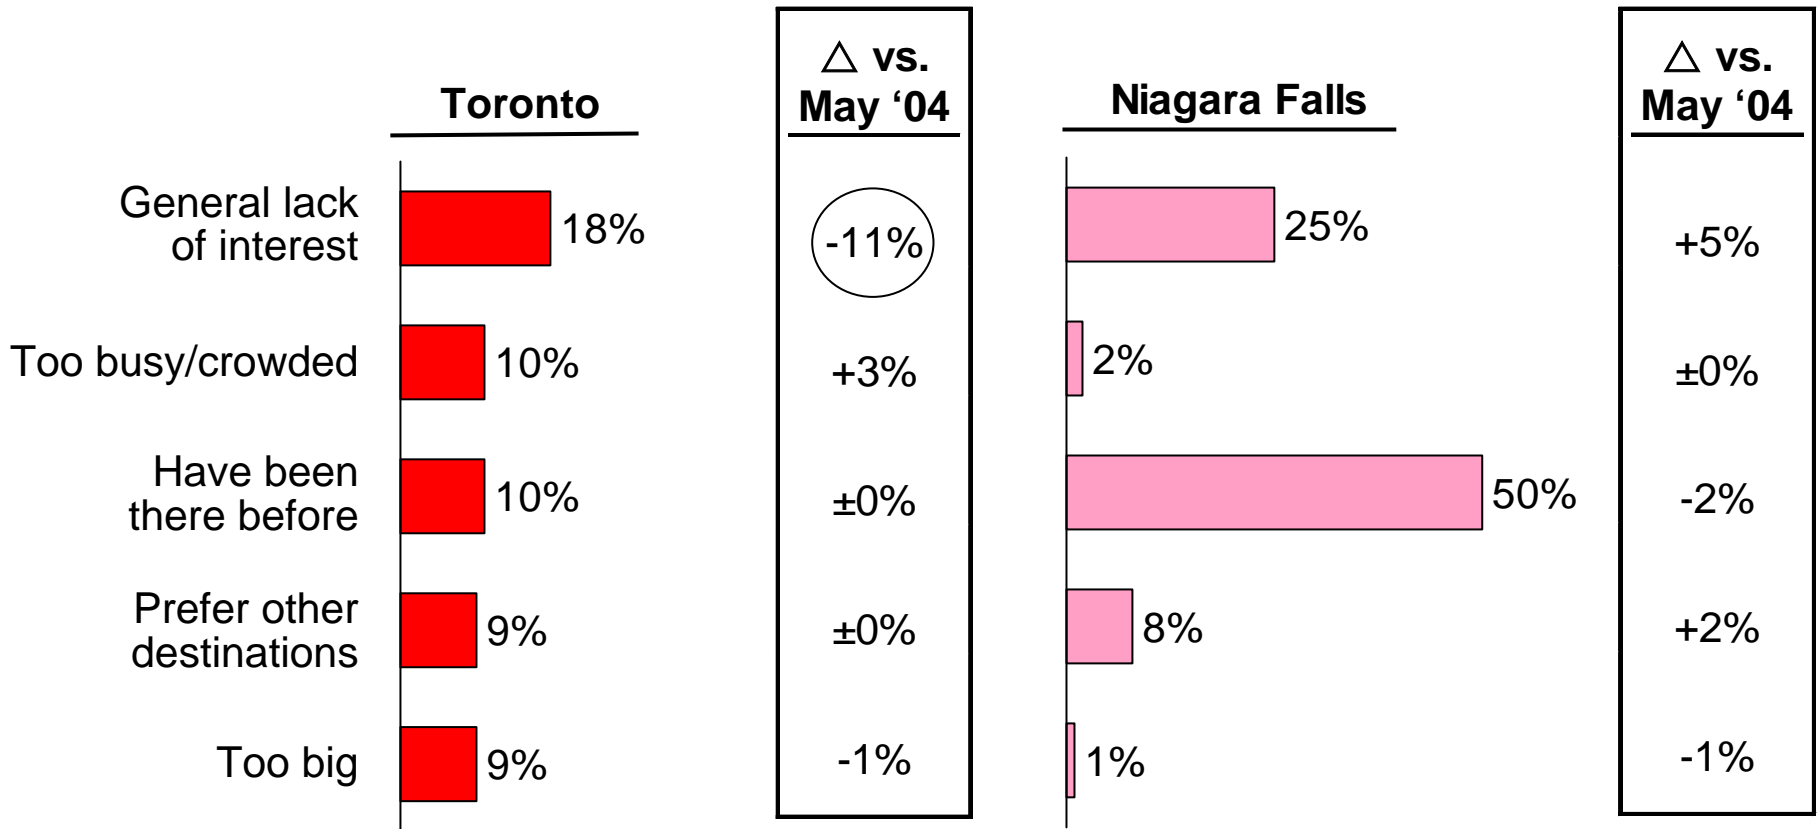 Toronto
△ vs.
May ‘04
Niagara Falls
△ vs.
May ‘04
General lack
of interest
18%
-11%
25%
+5%
Too busy/crowded
10%
+3%
2%
±0%
Have been
there before
10%
±0%
50%
-2%
Prefer other
destinations
9%
±0%
8%
+2%
Too big
9%
-1%
1%
-1%